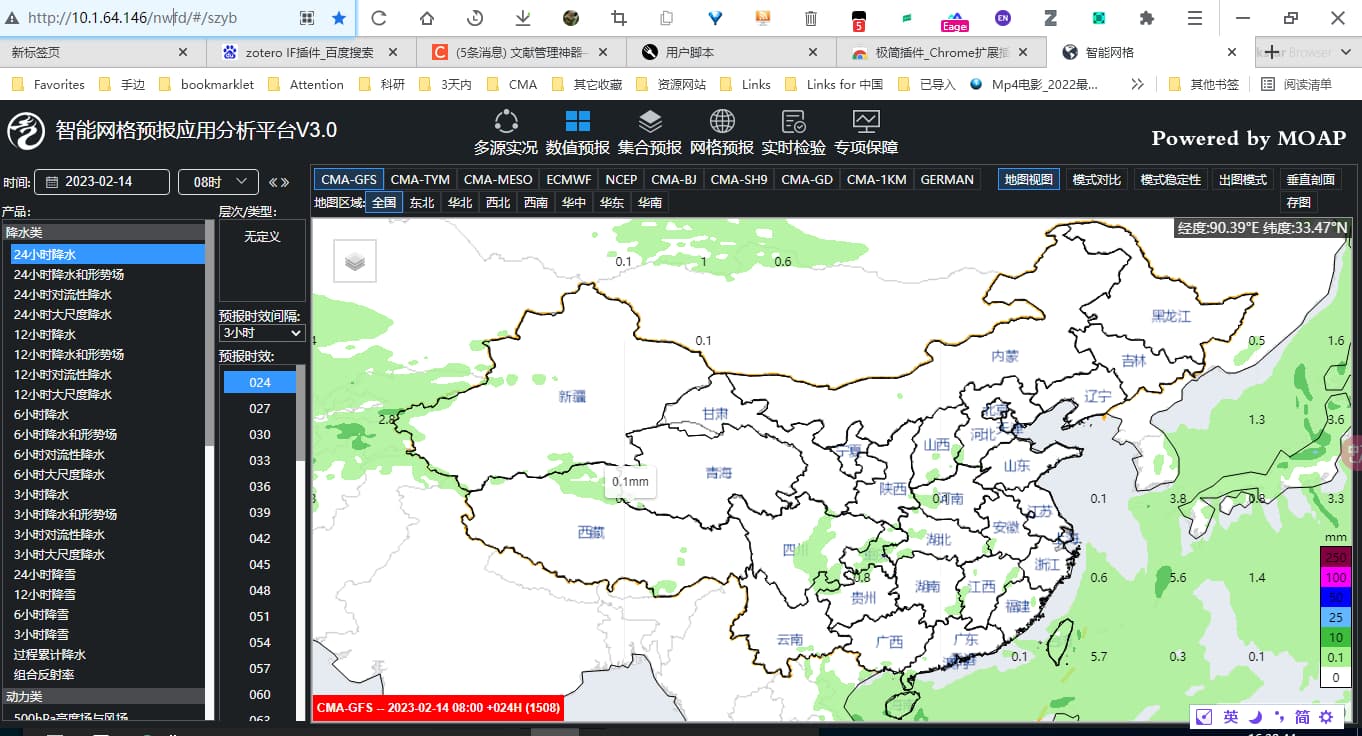 http://10.1.64.146/nwfd/#/szyb
5
Eage
EN
新标签页
zotero IF插件_百度搜索
(5条消息) 文献管理神器
用户脚本
极简插件_Chrome扩展插
智能网格
Browser
Favorites 手边 bookmarklet Attention 科研 3天内 CMA 其它收藏 资源网站 Links Links for 中国 已导入 Mp4电影_2022最... 其他书签 阅读清单
智能网格预报应用分析平台V3.0
多源实况 数值预报 集合预报 网格预报 实时检验 专项保障
Powered by MOAP
时间: 2023-02-14 08时
CMA-GFS CMA-TYM CMA-MESO ECMWF NCEP CMA-BJ CMA-SH9 CMA-GD CMA-1KM GERMAN
地图视图 模式对比 模式稳定性 出图模式 垂直剖面
地图区域: 全国 东北 华北 西北 西南 华中 华东 华南
存图
产品:
降水类
24小时降水
24小时降水和形势场
24小时对流性降水
24小时大尺度降水
12小时降水
12小时降水和形势场
12小时对流性降水
12小时大尺度降水
6小时降水
6小时降水和形势场
6小时对流性降水
6小时大尺度降水
3小时降水
3小时降水和形势场
3小时对流性降水
3小时大尺度降水
24小时降雪
12小时降雪
6小时降雪
3小时降雪
过程累计降水
组合反射率
动力类
500hPa高度场与风场
层次/类型:
无定义
预报时效间隔:
3小时
预报时效:
024
027
030
033
036
039
042
045
048
051
054
057
060
063
经度:90.39°E 纬度:33.47°N
0.1 1 0.6
黑龙江
4 0.1 0.5 1.6
内蒙 吉林
新疆 辽宁
甘肃 北京
2.8 1.3 3.6
河北 天津
宁夏 山西
青海 山东
0.1mm
陕西 0.1 河南 0.1 3.8 0.8 3.3
江苏
西藏 安徽
四川 湖北 上海
浙江
0.8 0.6 5.6 1.4
贵州 湖南 江西
福建
云南 广西 广东
0.1 5.7 0.3 0.1
海南
mm
250
100
50
25
10
0.1
0
CMA-GFS -- 2023-02-14 08:00 +024H (1508)
英 简